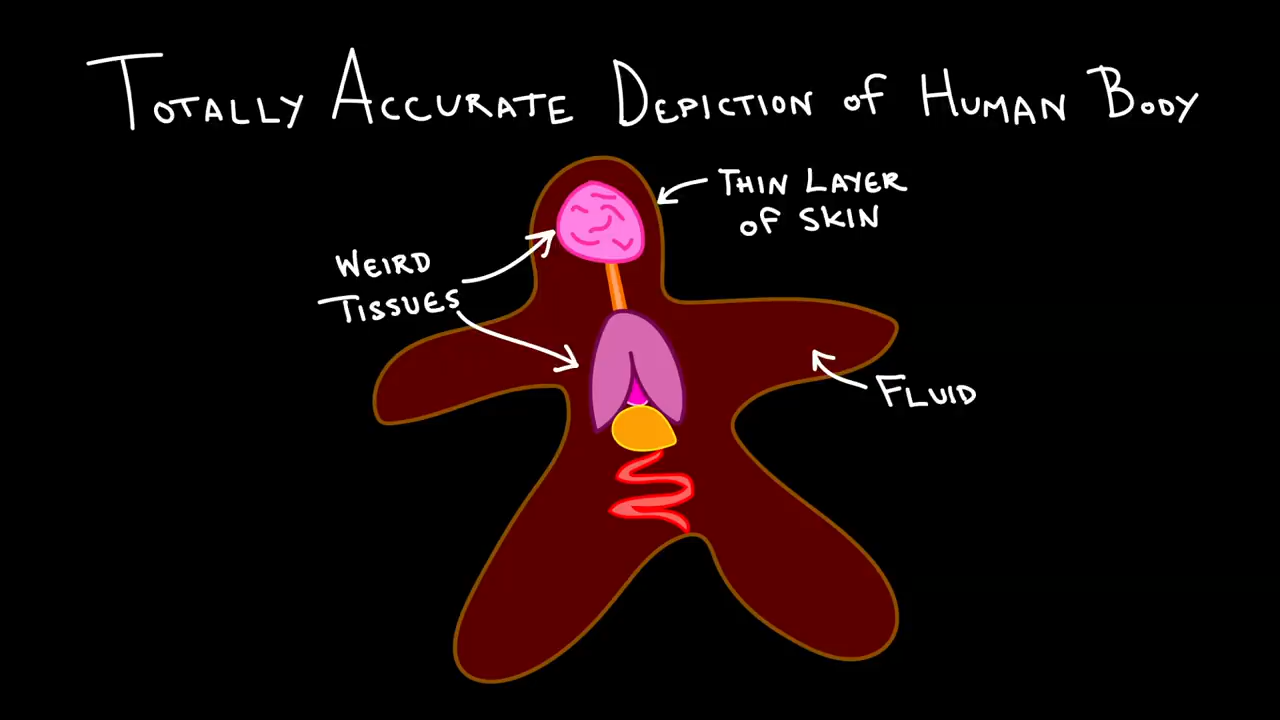 TOTALLY ACCURATE DEPICTION OF HUMAN BODY
THIN LAYER
OF SKIN
WEIRD
TISSUES
FLUID